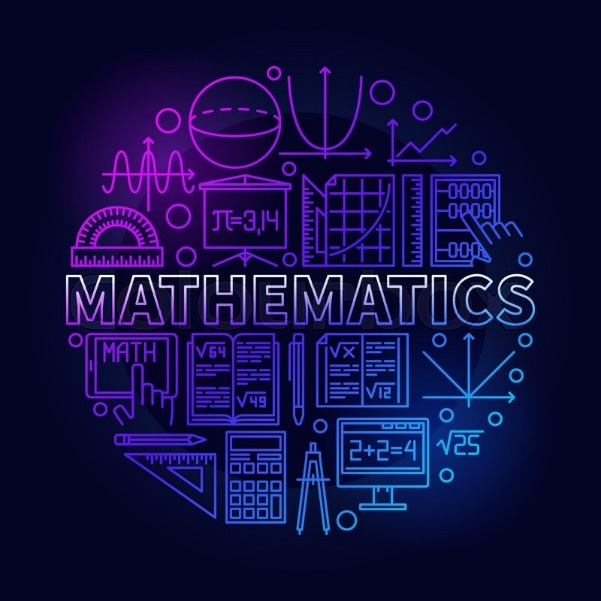 π=3,14
MATHEMATICS
MATH
√64
√49
√x
√12
2+2=4
√25